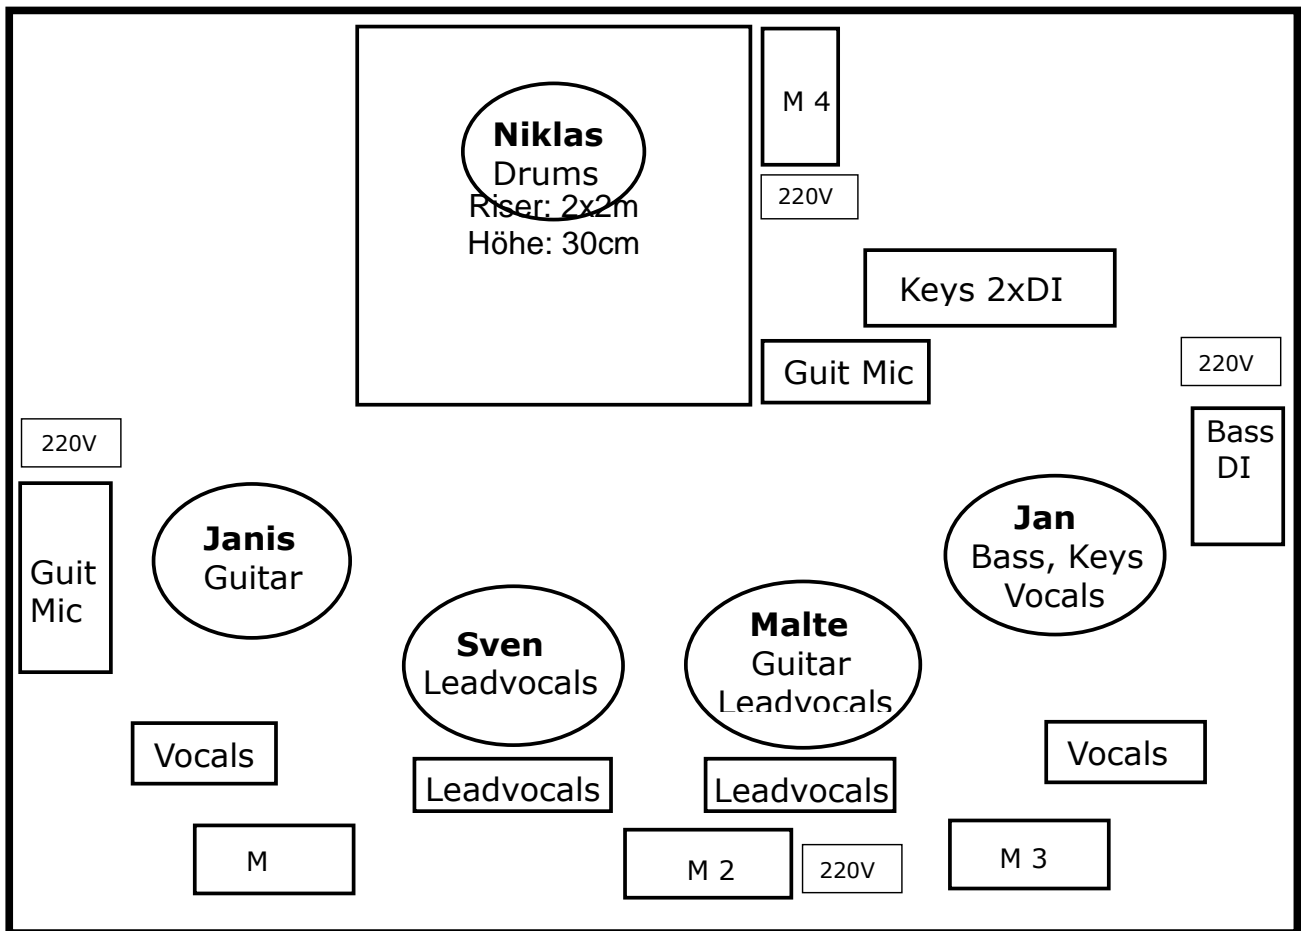 Niklas
Drums
Riser: 2x2m
Höhe: 30cm
M 4
220V
Keys 2xDI
Guit Mic
220V
Bass
DI
220V
Guit
Mic
Janis
Guitar
Jan
Bass, Keys
Vocals
Sven
Leadvocals
Malte
Guitar
Leadvocals
Vocals
Leadvocals
Leadvocals
Vocals
M
M 2
220V
M 3